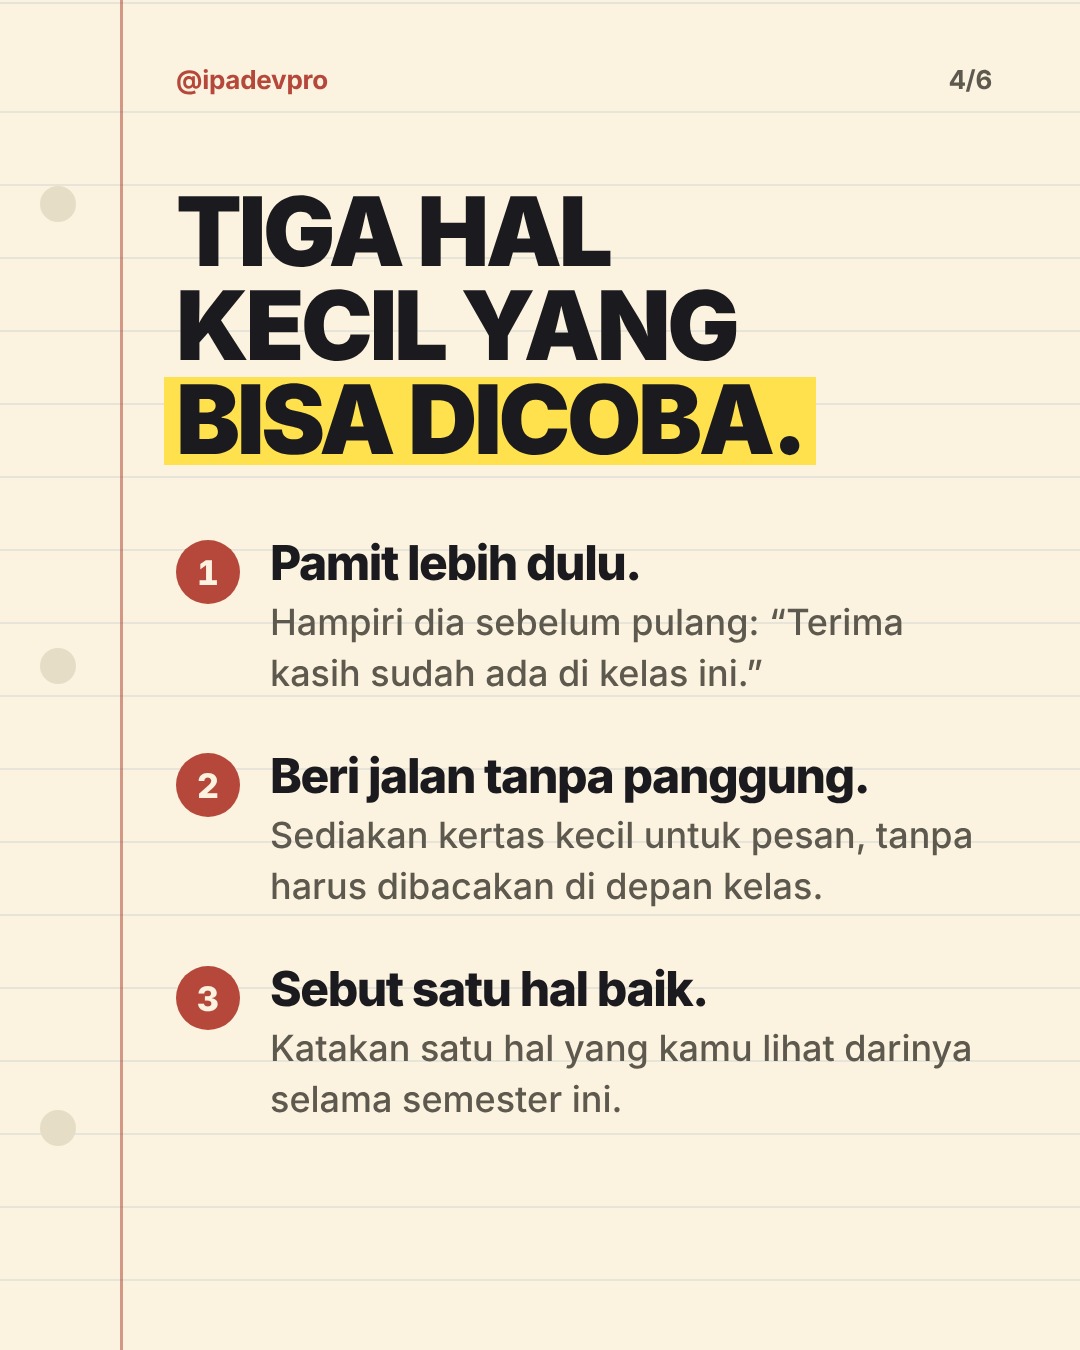 @ipadevpro
4/6
TIGA HAL
KECIL YANG
BISA DICOBA.
1
Pamit lebih dulu.
Hampiri dia sebelum pulang: “Terima
kasih sudah ada di kelas ini.”
2
Beri jalan tanpa panggung.
Sediakan kertas kecil untuk pesan, tanpa
harus dibacakan di depan kelas.
3
Sebut satu hal baik.
Katakan satu hal yang kamu lihat darinya
selama semester ini.